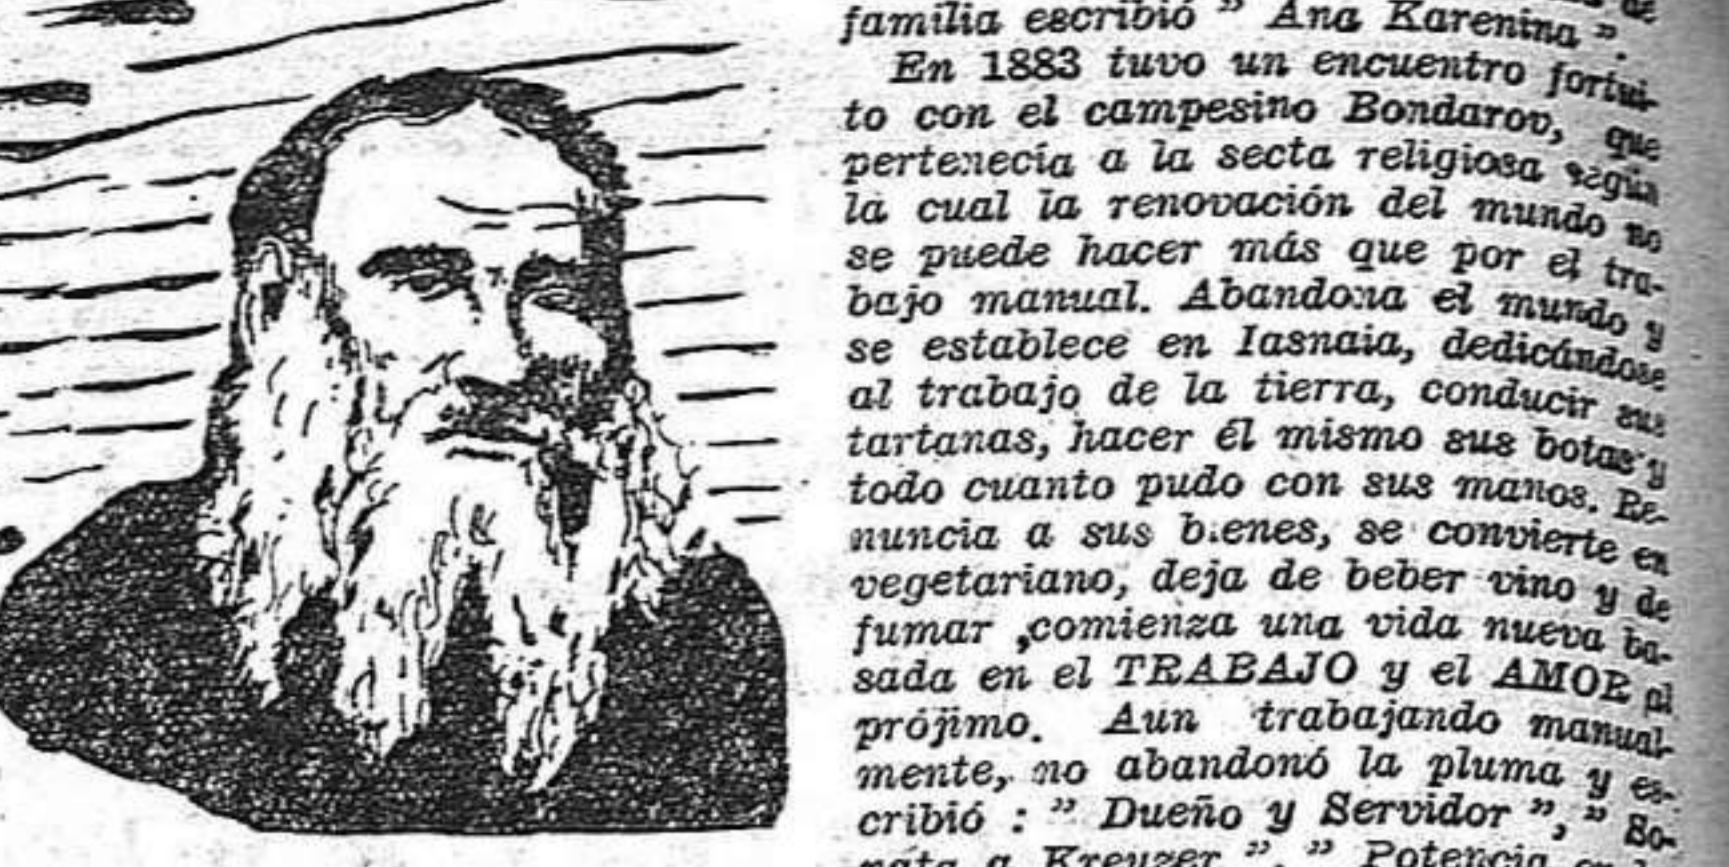 familia escribió " Ana Karenina ".
En 1883 tuvo un encuentro fortui-
to con el campesino Bondarov, que
pertenecía a la secta religiosa según
la cual la renovación del mundo no
se puede hacer más que por el tra-
bajo manual. Abandona el mundo y
se establece en Iasnaia, dedicándose
al trabajo de la tierra, conducir sus
tartanas, hacer él mismo sus botas y
todo cuanto pudo con sus manos. Re-
nuncia a sus bienes, se convierte en
vegetariano, deja de beber vino y de
fumar ,comienza una vida nueva ba-
sada en el TRABAJO y el AMOR al
prójimo. Aun trabajando manual-
mente, no abandonó la pluma y es-
cribió : " Dueño y Servidor ", " So-
nata a Kreuzer ", " Potencia